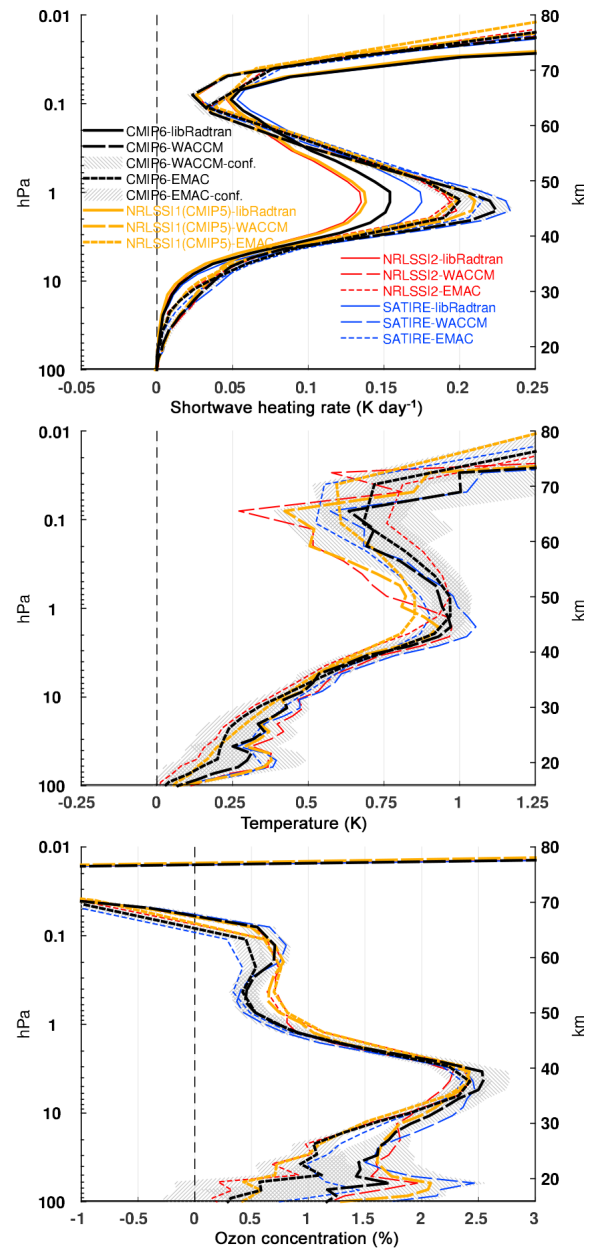 0.01
0.1
1
10
100
hPa
80
70
60
50
40
30
20
km
CMIP6-libRadtran
CMIP6-WACCM
CMIP6-WACCM-conf.
CMIP6-EMAC
CMIP6-EMAC-conf.
NRLSSI1(CMIP5)-libRadtran
NRLSSI1(CMIP5)-WACCM
NRLSSI1(CMIP5)-EMAC
NRLSSI2-libRadtran
NRLSSI2-WACCM
NRLSSI2-EMAC
SATIRE-libRadtran
SATIRE-WACCM
SATIRE-EMAC
-0.05 0 0.05 0.1 0.15 0.2 0.25
Shortwave heating rate (K day⁻¹)
0.01
0.1
1
10
100
hPa
80
70
60
50
40
30
20
km
-0.25 0 0.25 0.5 0.75 1 1.25
Temperature (K)
0.01
0.1
1
10
100
hPa
80
70
60
50
40
30
20
km
-1 -0.5 0 0.5 1 1.5 2 2.5 3
Ozon concentration (%)